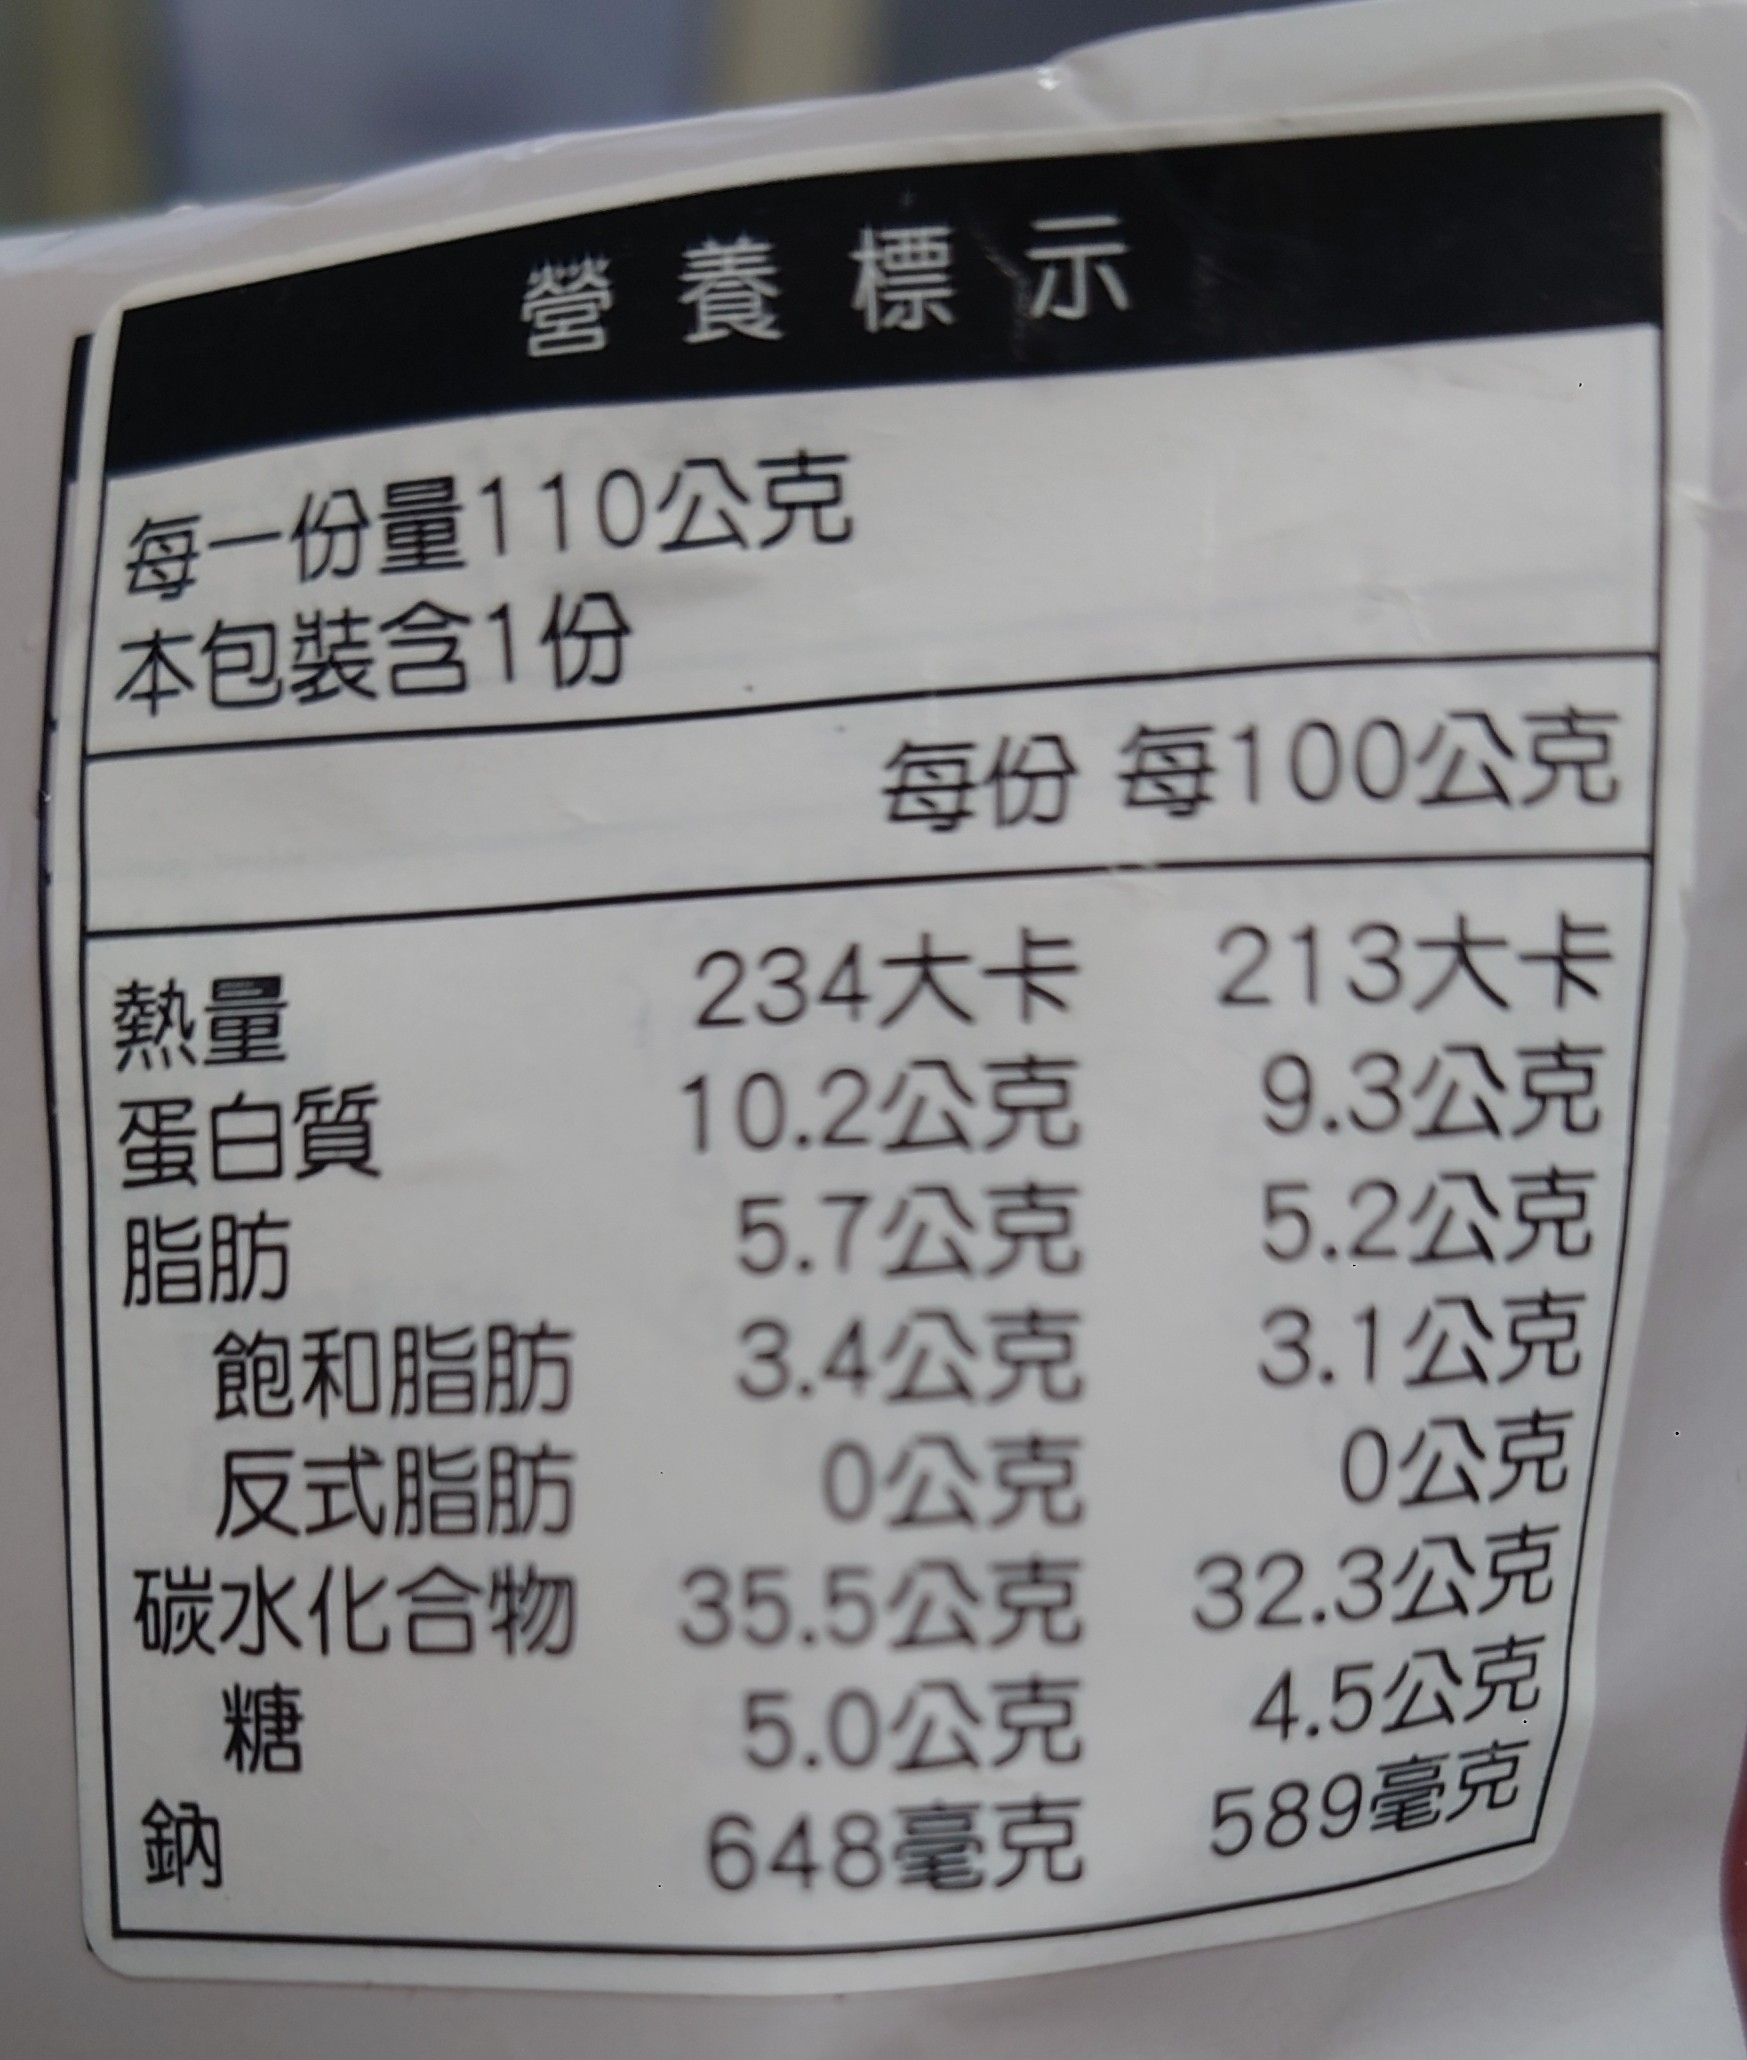 營養標示
每一份量110公克
本包裝含1份
每份 每100公克
熱量 234大卡 213大卡
蛋白質 10.2公克 9.3公克
脂肪 5.7公克 5.2公克
飽和脂肪 3.4公克 3.1公克
反式脂肪 0公克 0公克
碳水化合物 35.5公克 32.3公克
糖 5.0公克 4.5公克
鈉 648毫克 589毫克